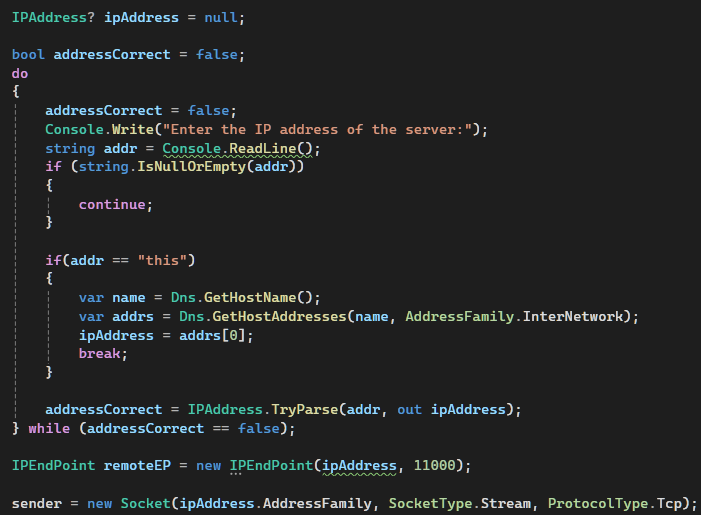 IPAddress? ipAddress = null;

bool addressCorrect = false;
do
{
    addressCorrect = false;
    Console.Write("Enter the IP address of the server:");
    string addr = Console.ReadLine();
    if (string.IsNullOrEmpty(addr))
    {
        continue;
    }

    if(addr == "this")
    {
        var name = Dns.GetHostName();
        var addrs = Dns.GetHostAddresses(name, AddressFamily.InterNetwork);
        ipAddress = addrs[0];
        break;
    }

    addressCorrect = IPAddress.TryParse(addr, out ipAddress);
} while (addressCorrect == false);

IPEndPoint remoteEP = new IPEndPoint(ipAddress, 11000);

sender = new Socket(ipAddress.AddressFamily, SocketType.Stream, ProtocolType.Tcp);